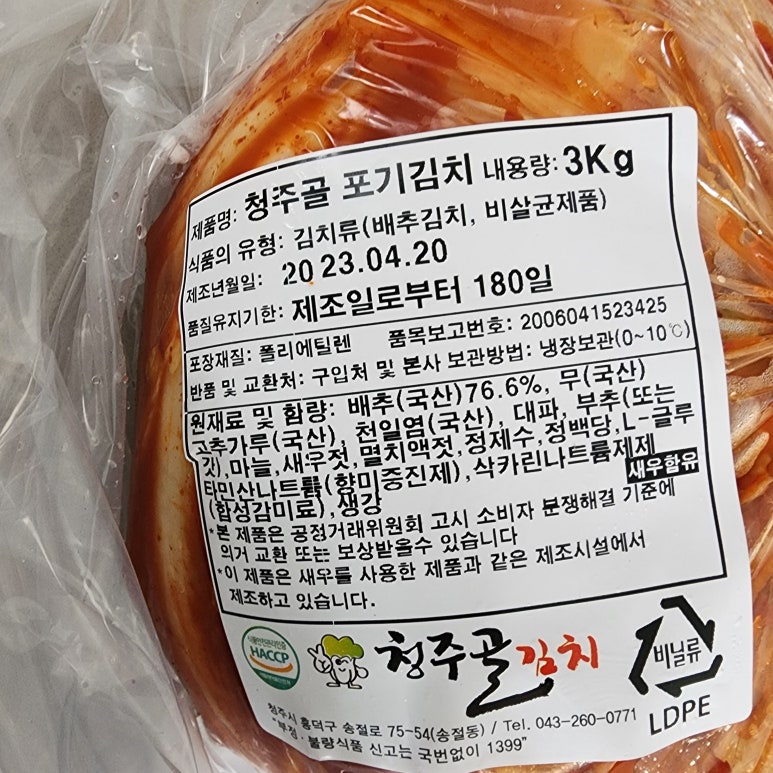 제품명: 청주골 포기김치 내용량: 3Kg
식품의 유형: 김치류(배추김치, 비살균제품)
제조년월일: 2023.04.20
품질유지기한: 제조일로부터 180일
포장재질: 폴리에틸렌 품목보고번호: 2006041523425
반품 및 교환처: 구입처 및 본사 보관방법: 냉장보관(0~10℃)
원재료 및 함량: 배추(국산)76.6%, 무(국산)
고추가루(국산), 천일염(국산), 대파, 부추(또는
갓),마늘,새우젓,멸치액젓,정제수,정백당,L-글루
타민산나트륨(향미증진제),삭카린나트륨제제
(합성감미료),생강 새우함유
*본 제품은 공정거래위원회 고시 소비자 분쟁해결 기준에
의거 교환 또는 보상받을수 있습니다
*이 제품은 새우를 사용한 제품과 같은 제조시설에서
제조하고 있습니다.
HACCP
청주골김치
비닐류
LDPE
청주시 흥덕구 송절로 75-54(송절동) / Tel. 043-260-0771
"부정·불량식품 신고는 국번없이 1399"